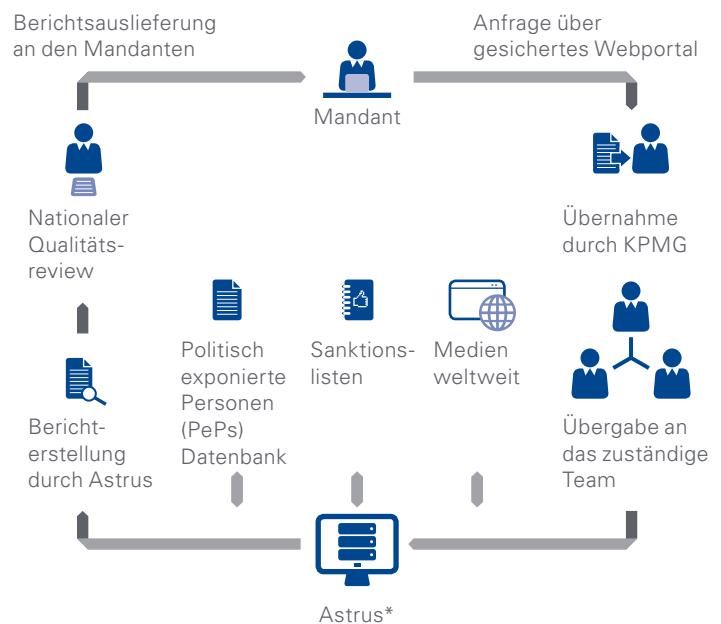 Berichtsauslieferung
an den Mandanten
Anfrage über
gesichertes Webportal
Mandant
Nationaler
Qualitäts-
review
Übernahme
durch KPMG
Politisch
exponierte
Personen
(PePs)
Datenbank
Sanktions-
listen
Medien
weltweit
Bericht-
erstellung
durch Astrus
Übergabe an
das zuständige
Team
Astrus*